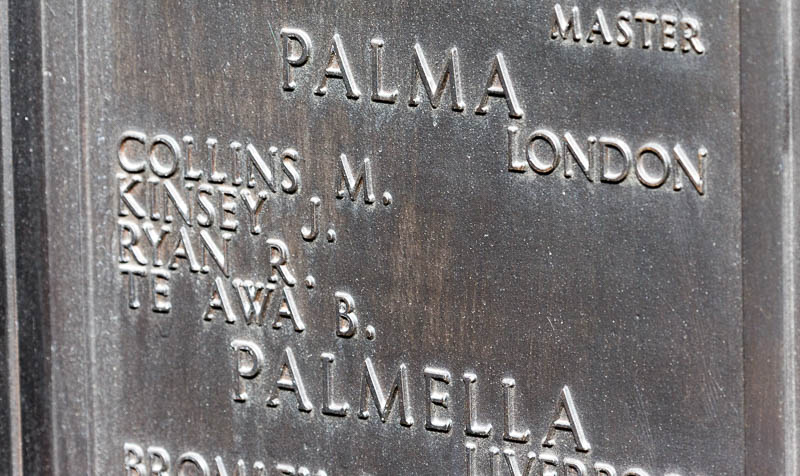 MASTER
PALMA
LONDON
COLLINS M.
KINSEY J.
RYAN R.
TE AWA B.
PALMELLA